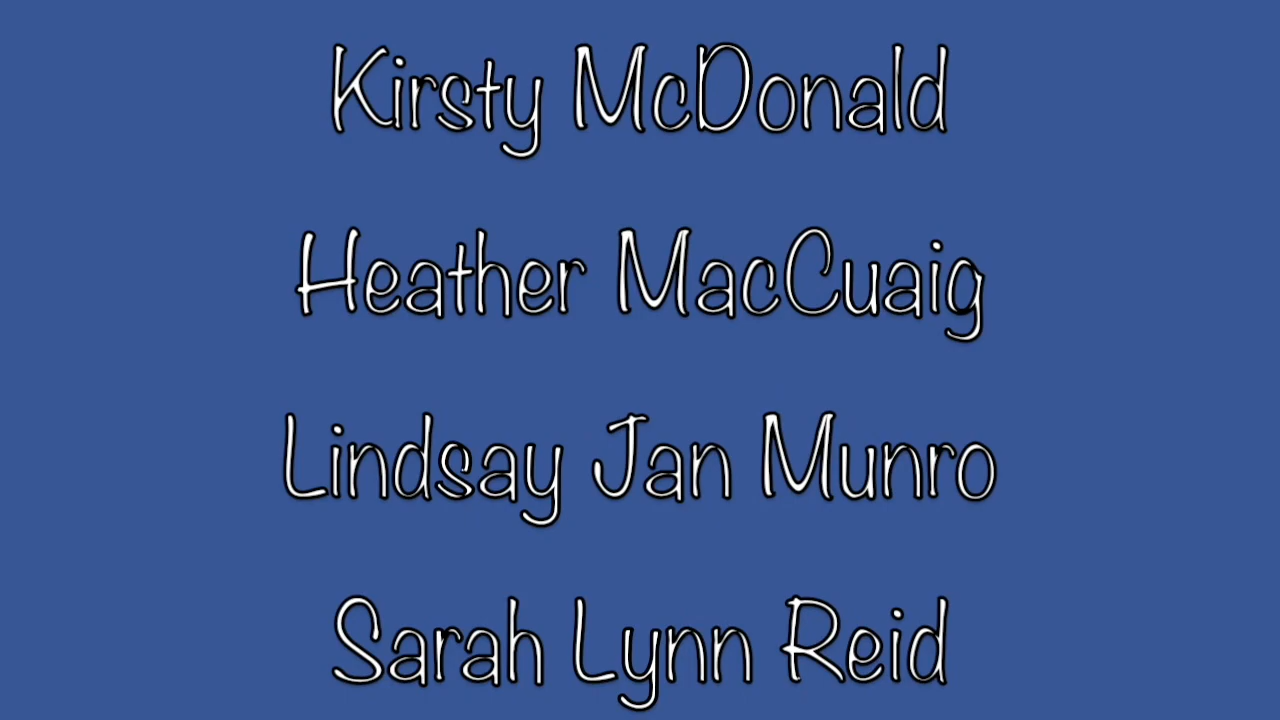 Kirsty McDonald
Heather MacCuaig
Lindsay Jan Munro
Sarah Lynn Reid